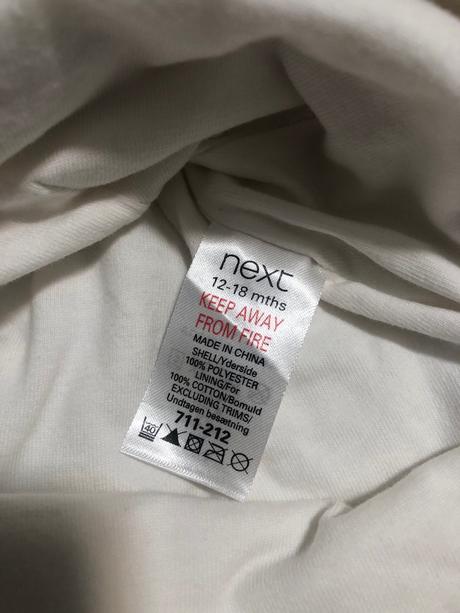 next
12-18 mths
KEEP AWAY
FROM FIRE
MADE IN CHINA
SHELL/Yderside
100% POLYESTER
LINING/For
100% COTTON/Bomuld
EXCLUDING TRIMS/
Undtagen besætning
711-212
40